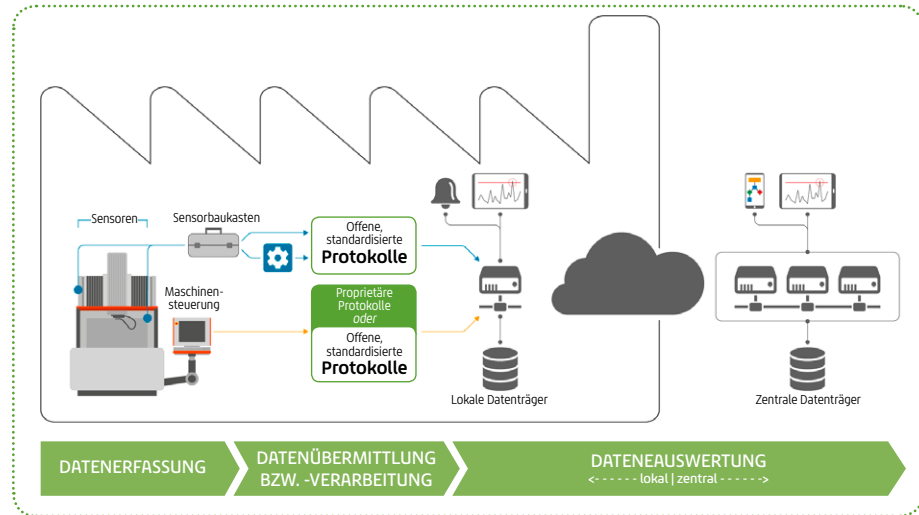 Sensoren
Sensorbaukasten
Offene,
standardisierte
Protokolle
Maschinen-
steuerung
Proprietäre
Protokolle
oder
Offene,
standardisierte
Protokolle
Lokale Datenträger
Zentrale Datenträger
DATENERFASSUNG
DATENÜBERMITTLUNG
BZW. -VERARBEITUNG
DATENEAUSWERTUNG
<- - - - - - lokal | zentral - - - - - ->